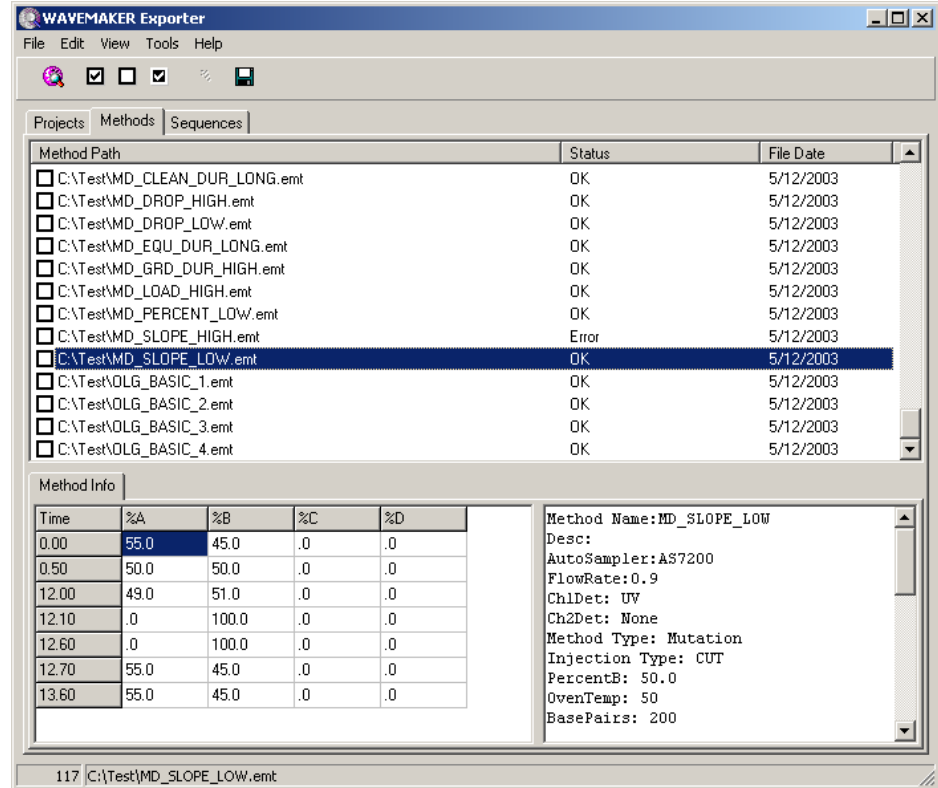 WAVEMAKER Exporter
File Edit View Tools Help
Projects Methods Sequences
Method Path Status File Date
C:\Test\MD_CLEAN_DUR_LONG.emt OK 5/12/2003
C:\Test\MD_DROP_HIGH.emt OK 5/12/2003
C:\Test\MD_DROP_LOW.emt OK 5/12/2003
C:\Test\MD_EQU_DUR_LONG.emt OK 5/12/2003
C:\Test\MD_GRD_DUR_HIGH.emt OK 5/12/2003
C:\Test\MD_LOAD_HIGH.emt OK 5/12/2003
C:\Test\MD_PERCENT_LOW.emt OK 5/12/2003
C:\Test\MD_SLOPE_HIGH.emt Error 5/12/2003
C:\Test\MD_SLOPE_LOW.emt OK 5/12/2003
C:\Test\OLG_BASIC_1.emt OK 5/12/2003
C:\Test\OLG_BASIC_2.emt OK 5/12/2003
C:\Test\OLG_BASIC_3.emt OK 5/12/2003
C:\Test\OLG_BASIC_4.emt OK 5/12/2003
Method Info
Time %A %B %C %D
0.00 55.0 45.0 .0 .0
0.50 50.0 50.0 .0 .0
12.00 49.0 51.0 .0 .0
12.10 .0 100.0 .0 .0
12.60 .0 100.0 .0 .0
12.70 55.0 45.0 .0 .0
13.60 55.0 45.0 .0 .0
Method Name:MD_SLOPE_LOW
Desc:
AutoSampler:AS7200
FlowRate:0.9
Ch1Det: UV
Ch2Det: None
Method Type: Mutation
Injection Type: CUT
PercentB: 50.0
OvenTemp: 50
BasePairs: 200
117 C:\Test\MD_SLOPE_LOW.emt